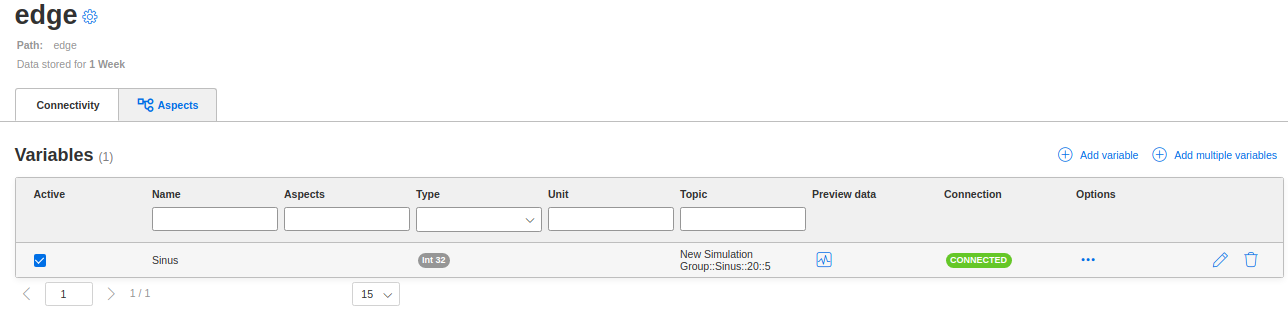 edge
Path: edge
Data stored for 1 Week
Connectivity
Aspects
Variables (1)
Add variable
Add multiple variables
Active Name Aspects Type Unit Topic Preview data Connection Options
Sinus Int 32 New Simulation
Group::Sinus::20::5
CONNECTED
1 1 / 1 15